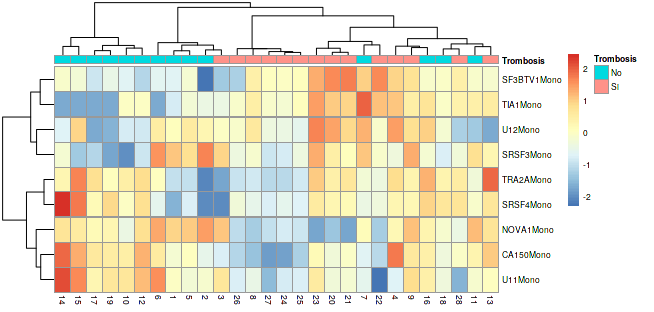 Trombosis
Trombosis
No
SI
SF3BTV1Mono
TIA1Mono
U12Mono
SRSF3Mono
TRA2AMono
SRSF4Mono
NOVA1Mono
CA150Mono
U11Mono
2
1
0
-1
-2
14 15 17 19 10 12 6 1 5 2 3 26 8 27 24 25 23 20 21 7 22 4 9 16 18 28 11 13